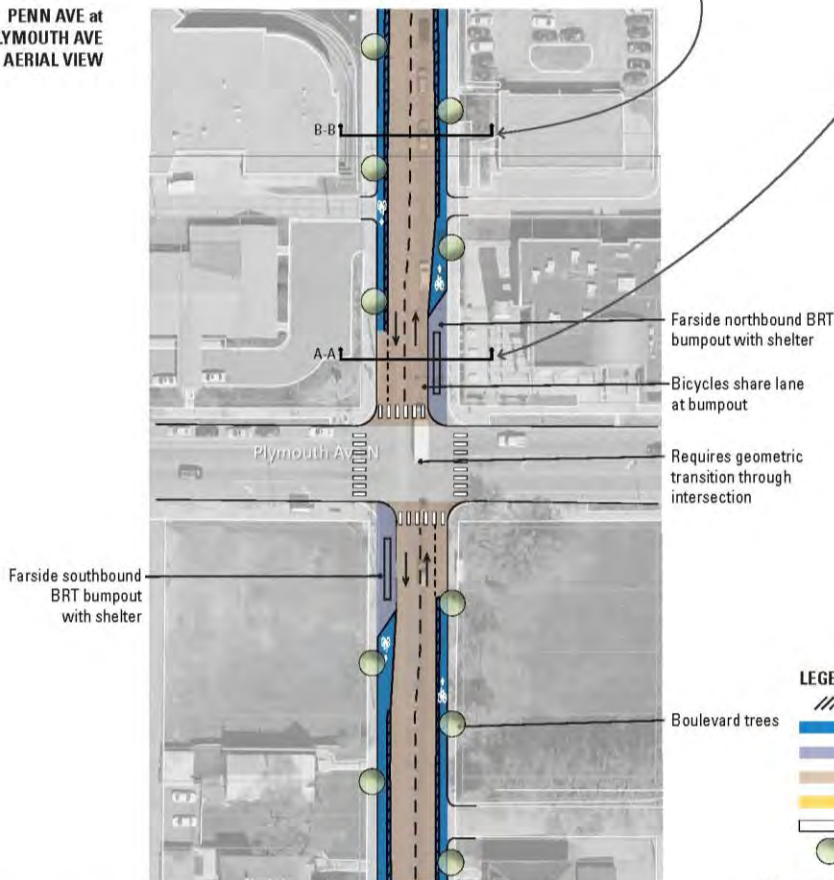 PENN AVE at
LYMOUTH AVE
AERIAL VIEW
B-B
Farside northbound BRT
bumpout with shelter
A-A
Bicycles share lane
at bumpout
Plymouth Av N
Requires geometric
transition through
intersection
Farside southbound
BRT bumpout
with shelter
LEGE
Boulevard trees